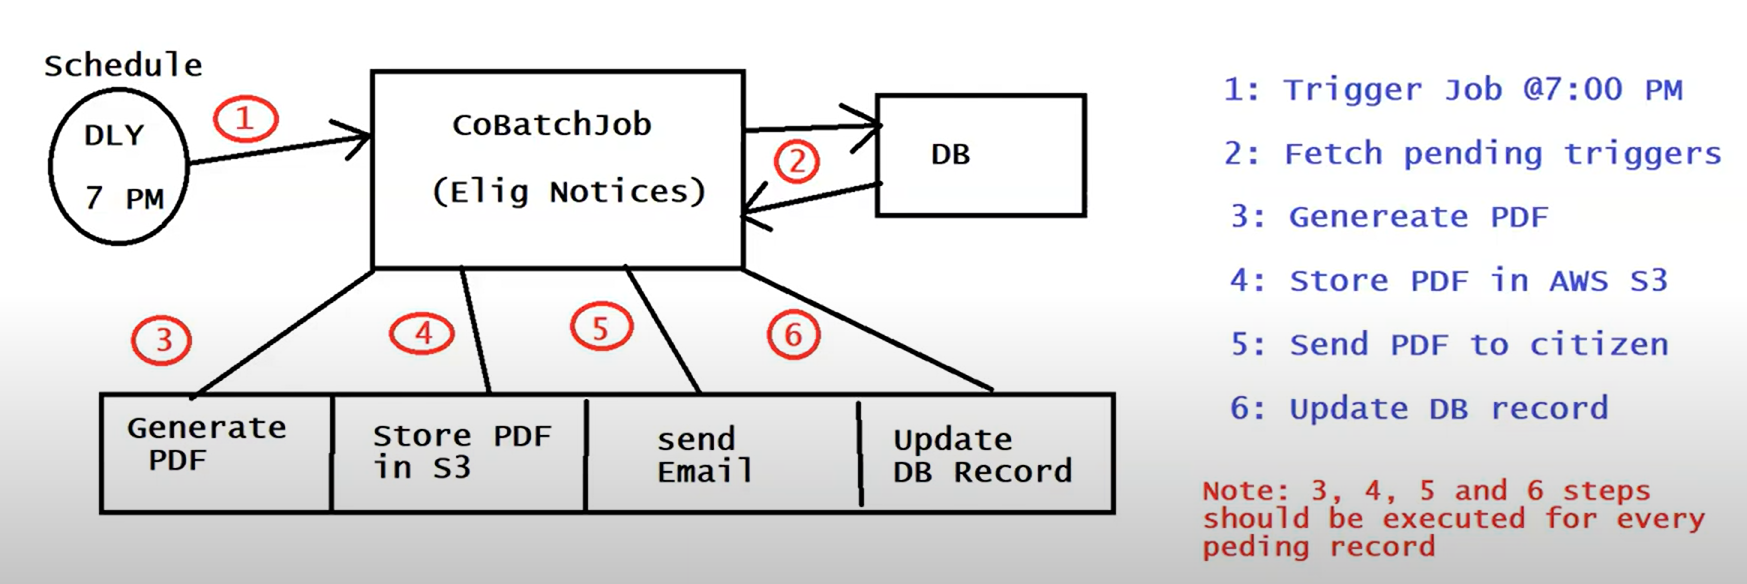 Schedule
DLY
7 PM
1
CoBatchJob
(Elig Notices)
2
DB
3
4
5
6
Generate
PDF
Store PDF
in S3
send
Email
Update
DB Record
1: Trigger Job @7:00 PM
2: Fetch pending triggers
3: Genereate PDF
4: Store PDF in AWS S3
5: Send PDF to citizen
6: Update DB record
Note: 3, 4, 5 and 6 steps
should be executed for every
peding record